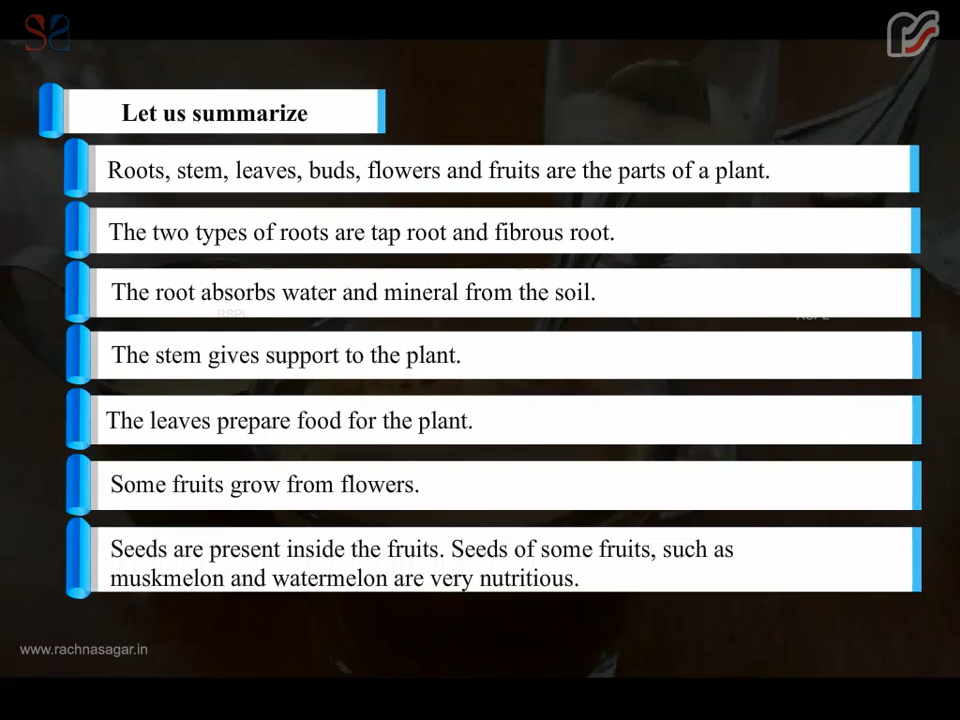 Let us summarize
Roots, stem, leaves, buds, flowers and fruits are the parts of a plant.
The two types of roots are tap root and fibrous root.
The root absorbs water and mineral from the soil.
RSPL
The stem gives support to the plant.
The leaves prepare food for the plant.
Some fruits grow from flowers.
Seeds are present inside the fruits. Seeds of some fruits, such as
muskmelon and watermelon are very nutritious.
www.rachnasagar.in